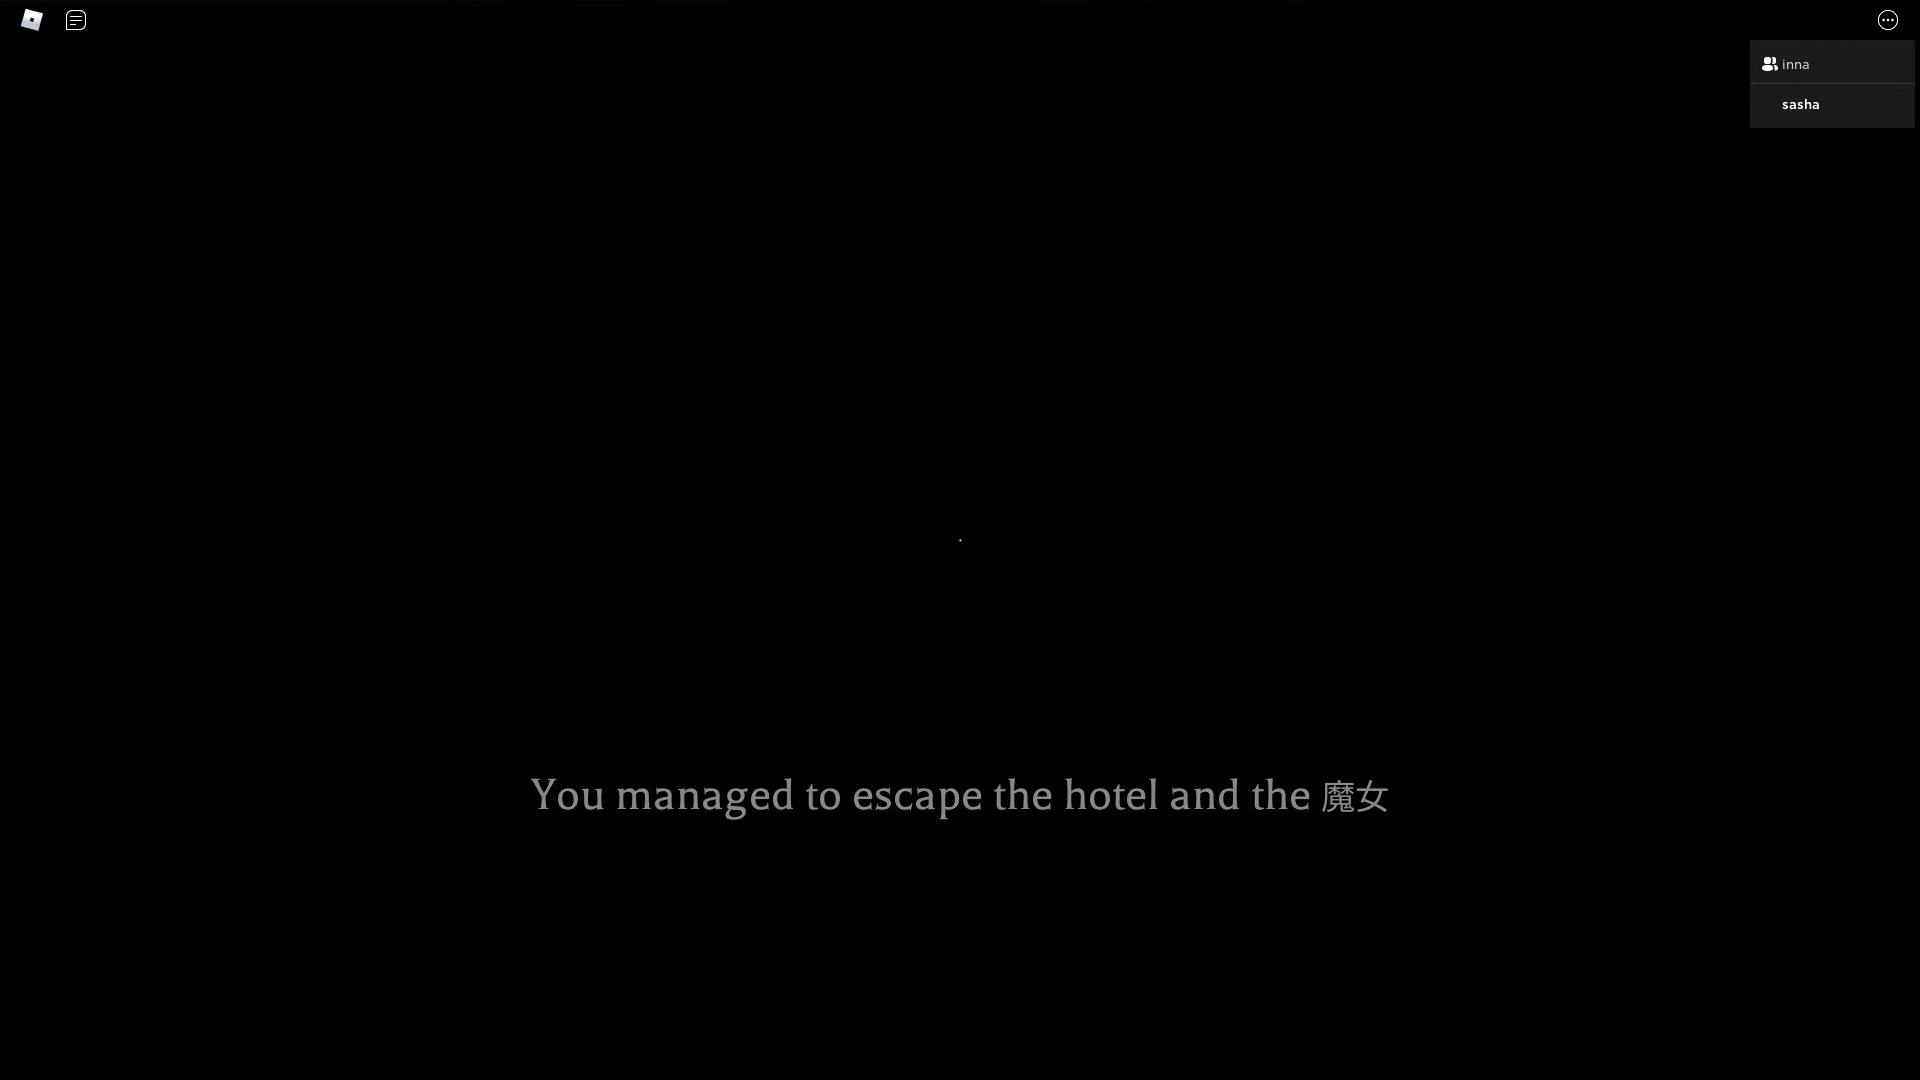 inna
sasha
You managed to escape the hotel and the 魔女